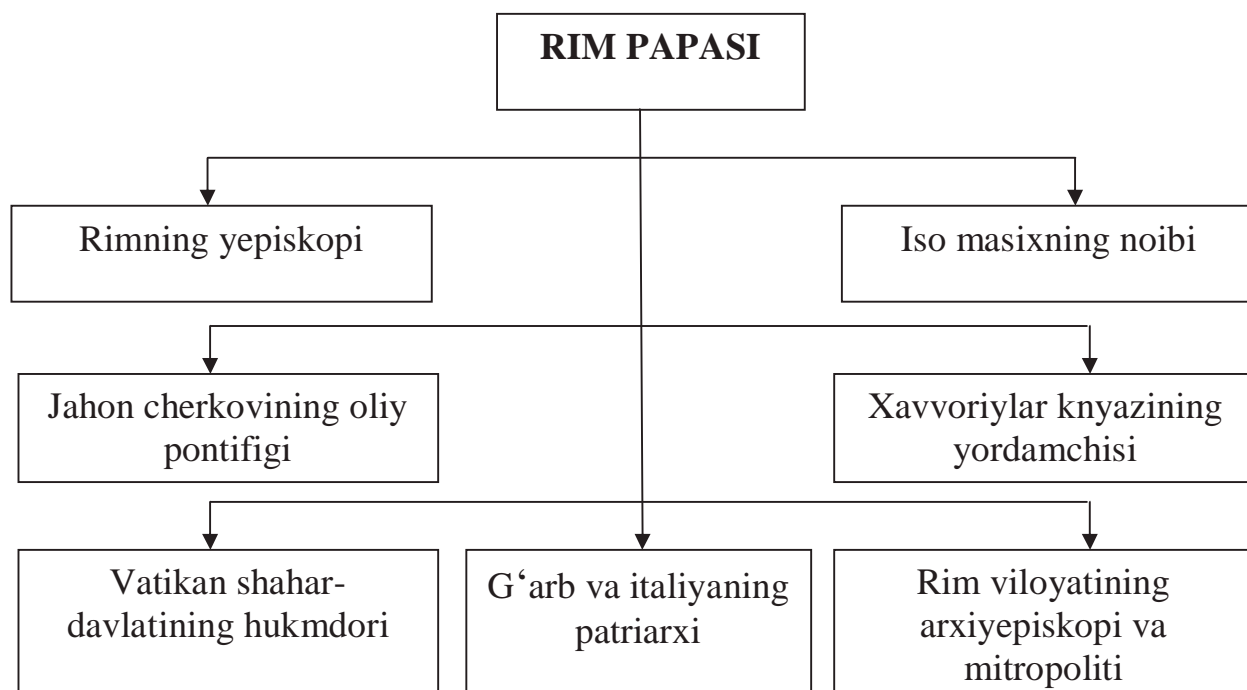 RIM PAPASI
Rimning yepiskopi
Iso masixning noibi
Jahon cherkovining oliy
pontifigi
Xavvoriylar knyazining
yordamchisi
Vatikan shahar-
davlatining hukmdori
G‘arb va italiyaning
patriarxi
Rim viloyatining
arxiyepiskopi va
mitropoliti